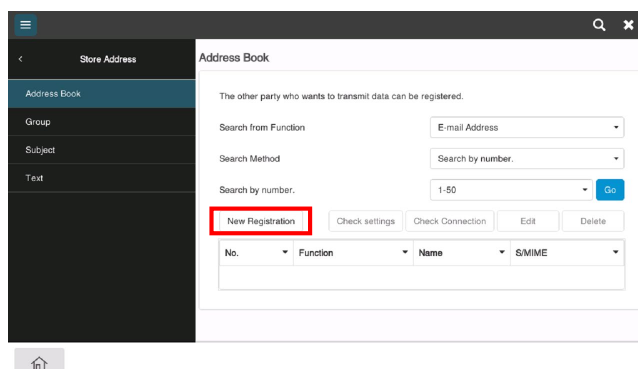 Store Address
Address Book
Group
Subject
Text
Address Book
The other party who wants to transmit data can be registered.
Search from Function
E-mail Address
Search Method
Search by number.
Search by number.
1-50
Go
New Registration
Check settings
Check Connection
Edit
Delete
No.
Function
Name
S/MIME